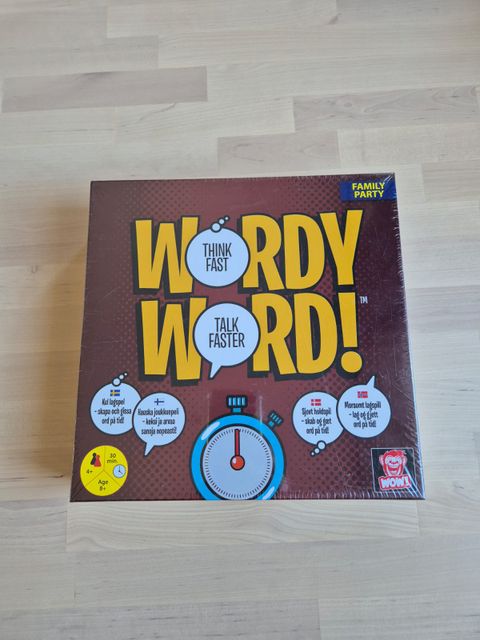 FAMILY
PARTY
WORDY
THINK
FAST
WORD!™
TALK
FASTER
Kul lagspel
- skapa och gissa
ord på tid!
Hauska joukkuepeli
- keksi ja arvaa
sanoja nopeasti!
Sjovt holdspil
- skab og gæt
ord på tid!
Morsomt lagspill
- lag og gjett
ord på tid!
4+
30
min.
Age
8+
WOW!